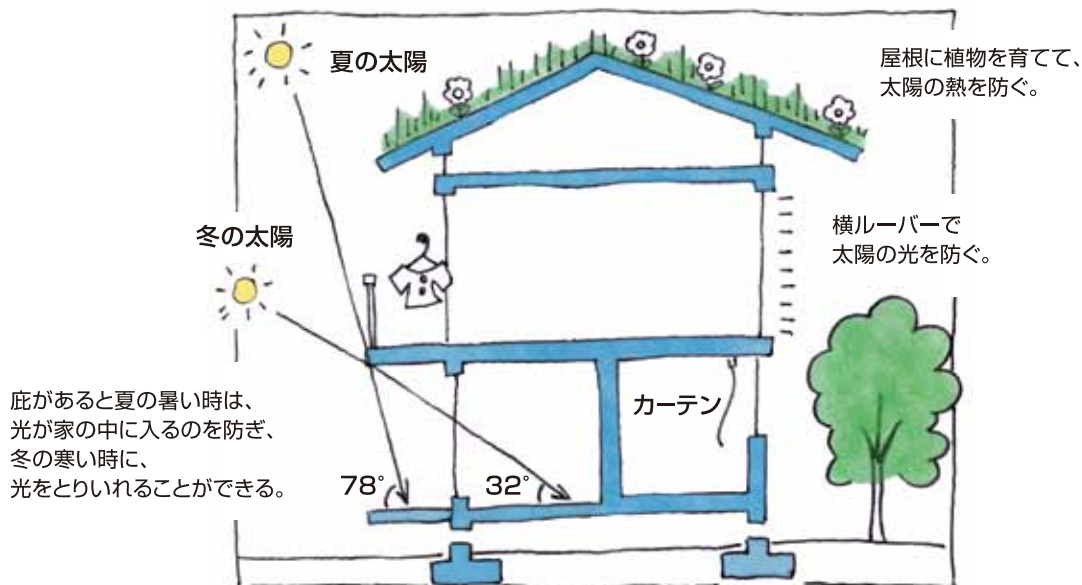 夏の太陽
屋根に植物を育てて、
太陽の熱を防ぐ。
冬の太陽
横ルーバーで
太陽の光を防ぐ。
庇があると夏の暑い時は、
光が家の中に入るのを防ぎ、
冬の寒い時に、
光をとりいれることができる。
カーテン
78°
32°